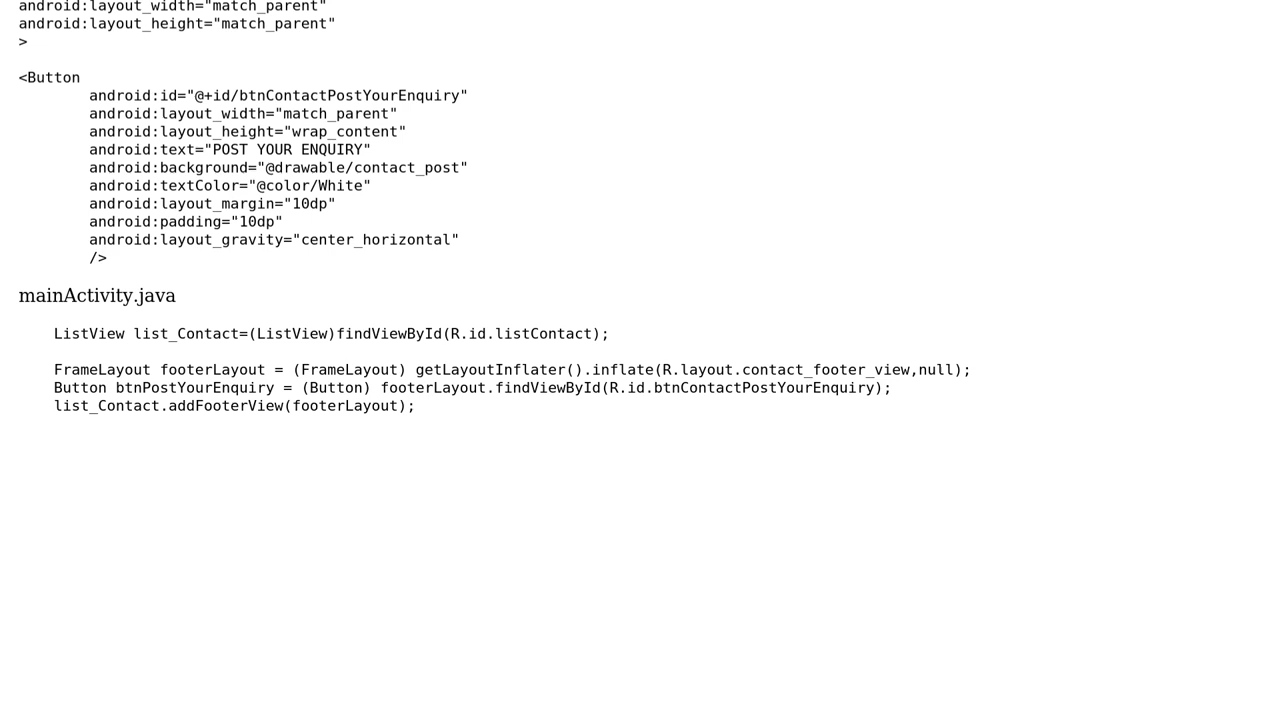 android:layout_width="match_parent"
android:layout_height="match_parent"
>
<Button
android:id="@+id/btnContactPostYourEnquiry"
android:layout_width="match_parent"
android:layout_height="wrap_content"
android:text="POST YOUR ENQUIRY"
android:background="@drawable/contact_post"
android:textColor="@color/White"
android:layout_margin="10dp"
android:padding="10dp"
android:layout_gravity="center_horizontal"
/>
mainActivity.java
ListView list_Contact=(ListView)findViewById(R.id.listContact);
FrameLayout footerLayout = (FrameLayout) getLayoutInflater().inflate(R.layout.contact_footer_view,null);
Button btnPostYourEnquiry = (Button) footerLayout.findViewById(R.id.btnContactPostYourEnquiry);
list_Contact.addFooterView(footerLayout);